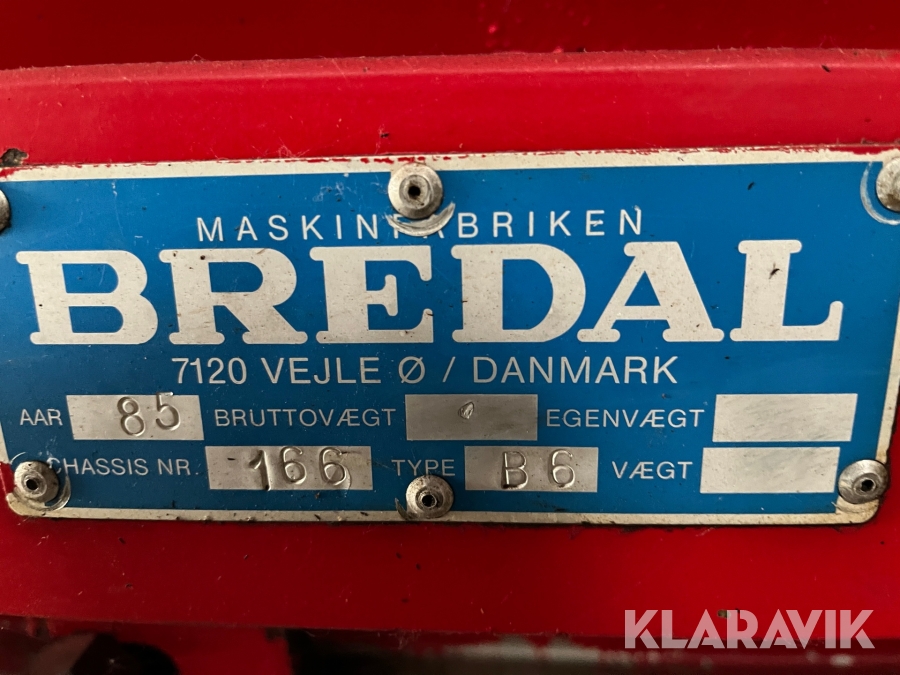 MASKINFABRIKEN
BREDAL
7120 VEJLE Ø / DANMARK
AAR 85 BRUTTOVÆGT EGENVÆGT
CHASSIS NR. 166 TYPE B6 VÆGT
KLARAVIK